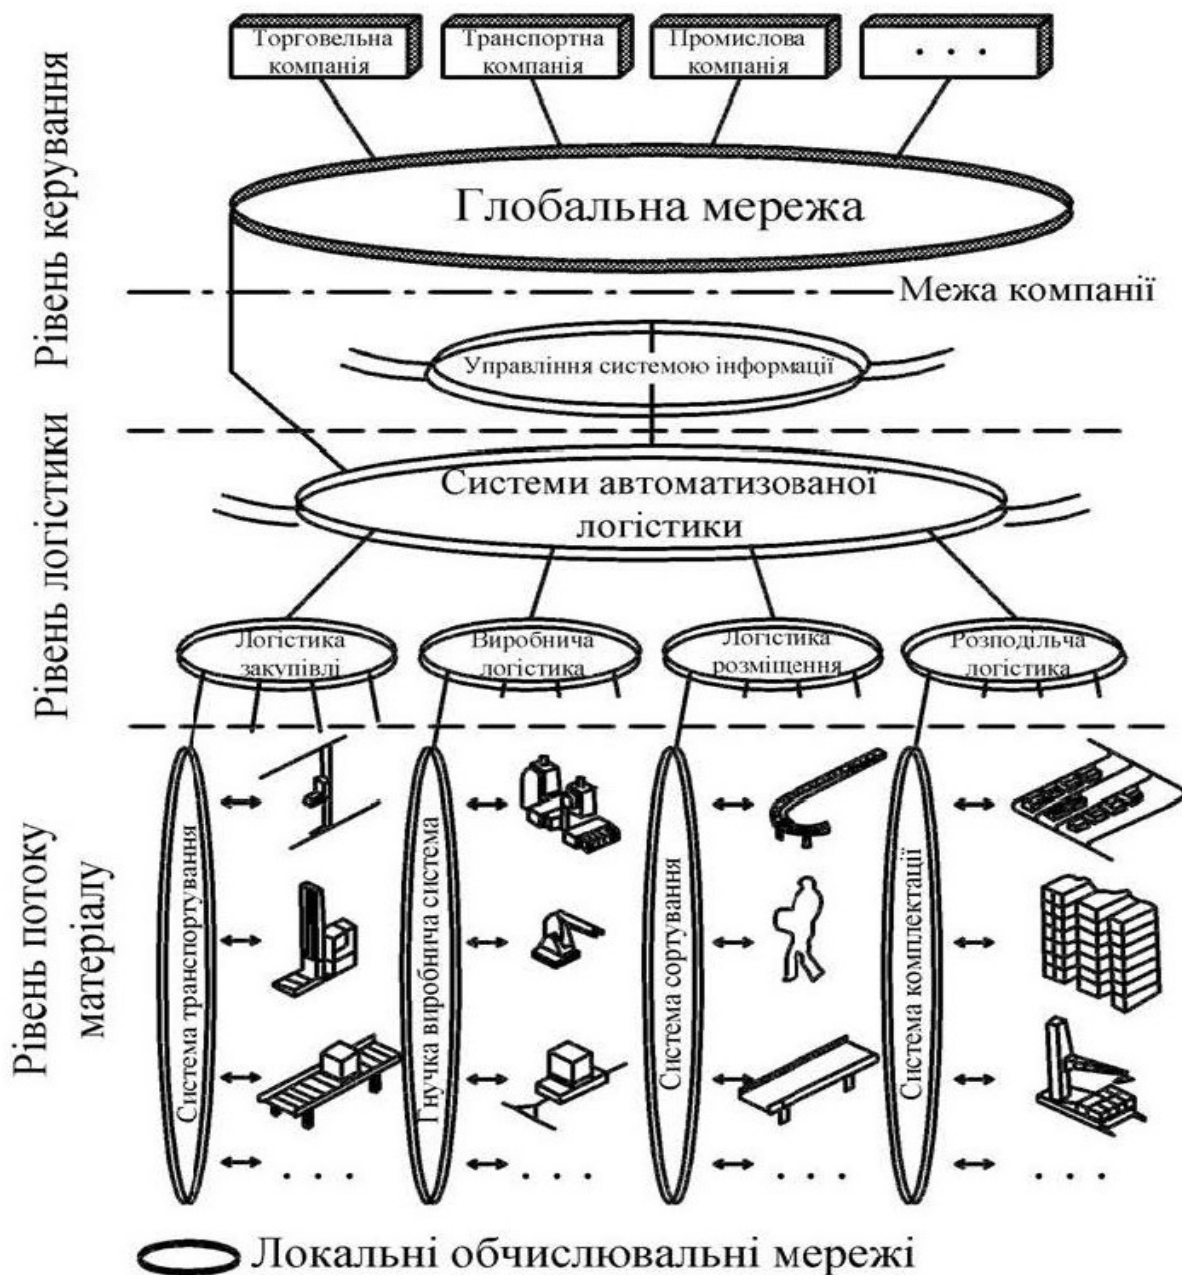 Торговельна
компанія
Транспортна
компанія
Промислова
компанія
. . .
Рівень керування
Глобальна мережа
Межа компанії
Управління системою інформації
Рівень логістики
Системи автоматизованої
логістики
Логістика
закупівлі
Виробнича
логістика
Логістика
розміщення
Розподільча
логістика
Рівень потоку
матеріалу
Система транспортування
Гнучка виробнича система
Система сортування
Система комплектації
. . .
. . .
. . .
. . .
Локальні обчислювальні мережі